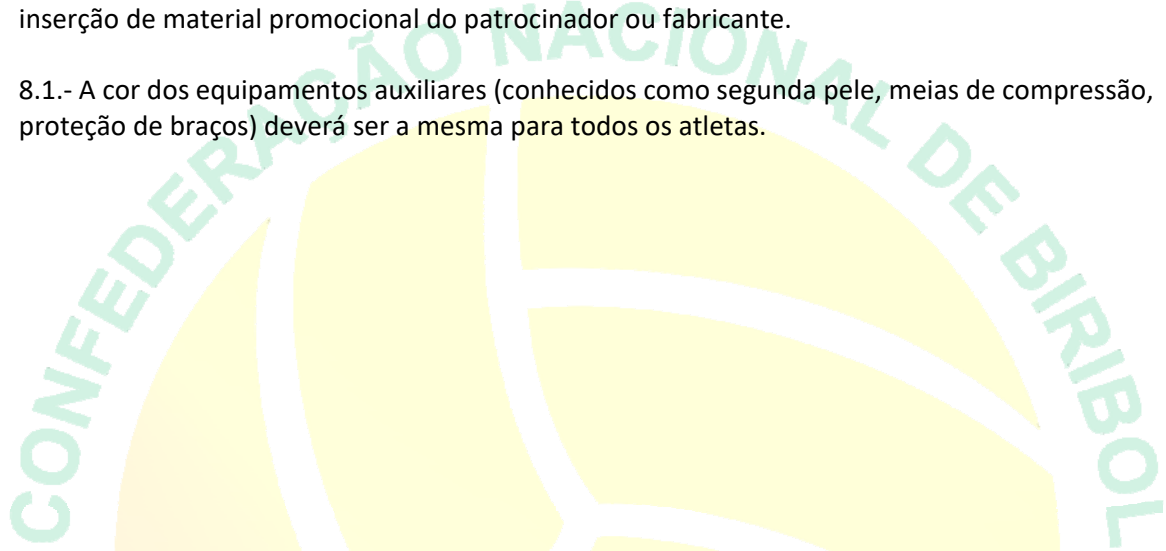 inserção de material promocional do patrocinador ou fabricante.
8.1.- A cor dos equipamentos auxiliares (conhecidos como segunda pele, meias de compressão,
proteção de braços) deverá ser a mesma para todos os atletas.
CONFEDERAÇÃO NACIONAL DE BIRIBOL